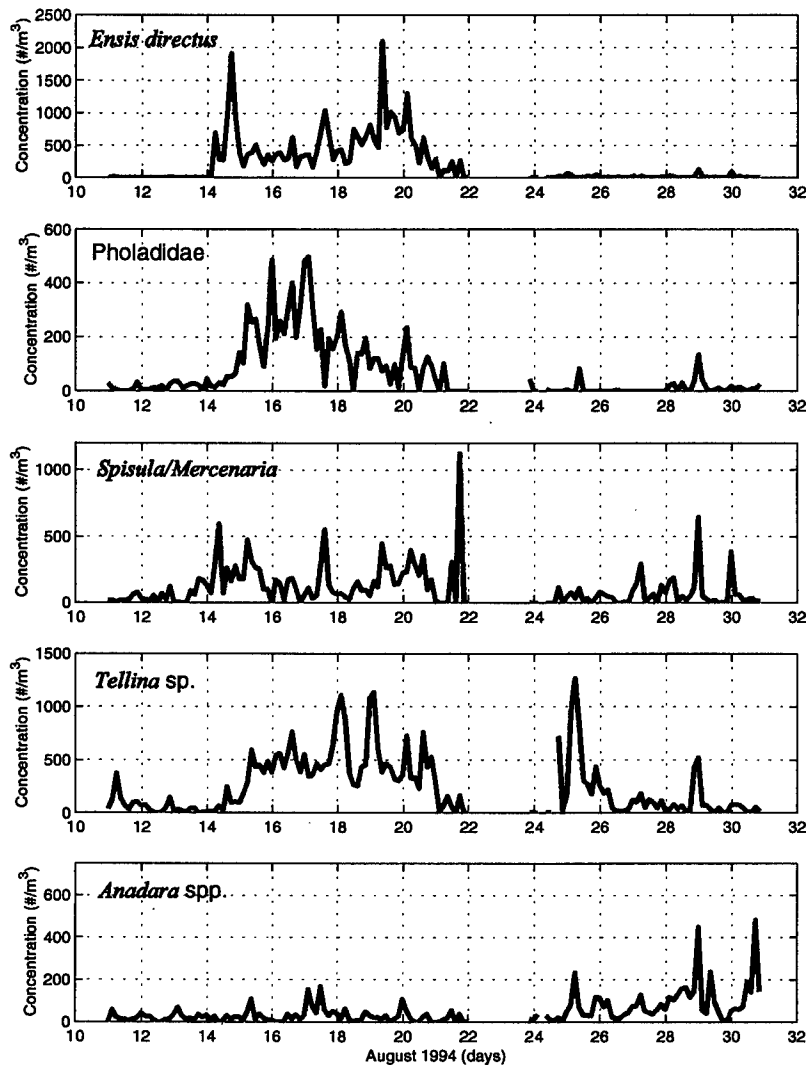 Ensis directus
Concentration (#/m³)
2500
2000
1500
1000
500
0
10 12 14 16 18 20 22 24 26 28 30 32
Pholadidae
Concentration (#/m³)
600
400
200
0
10 12 14 16 18 20 22 24 26 28 30 32
Spisula/Mercenaria
Concentration (#/m³)
1000
500
0
10 12 14 16 18 20 22 24 26 28 30 32
Tellina sp.
Concentration (#/m³)
1500
1000
500
0
10 12 14 16 18 20 22 24 26 28 30 32
Anadara spp.
Concentration (#/m³)
600
400
200
0
10 12 14 16 18 20 22 24 26 28 30 32
August 1994 (days)